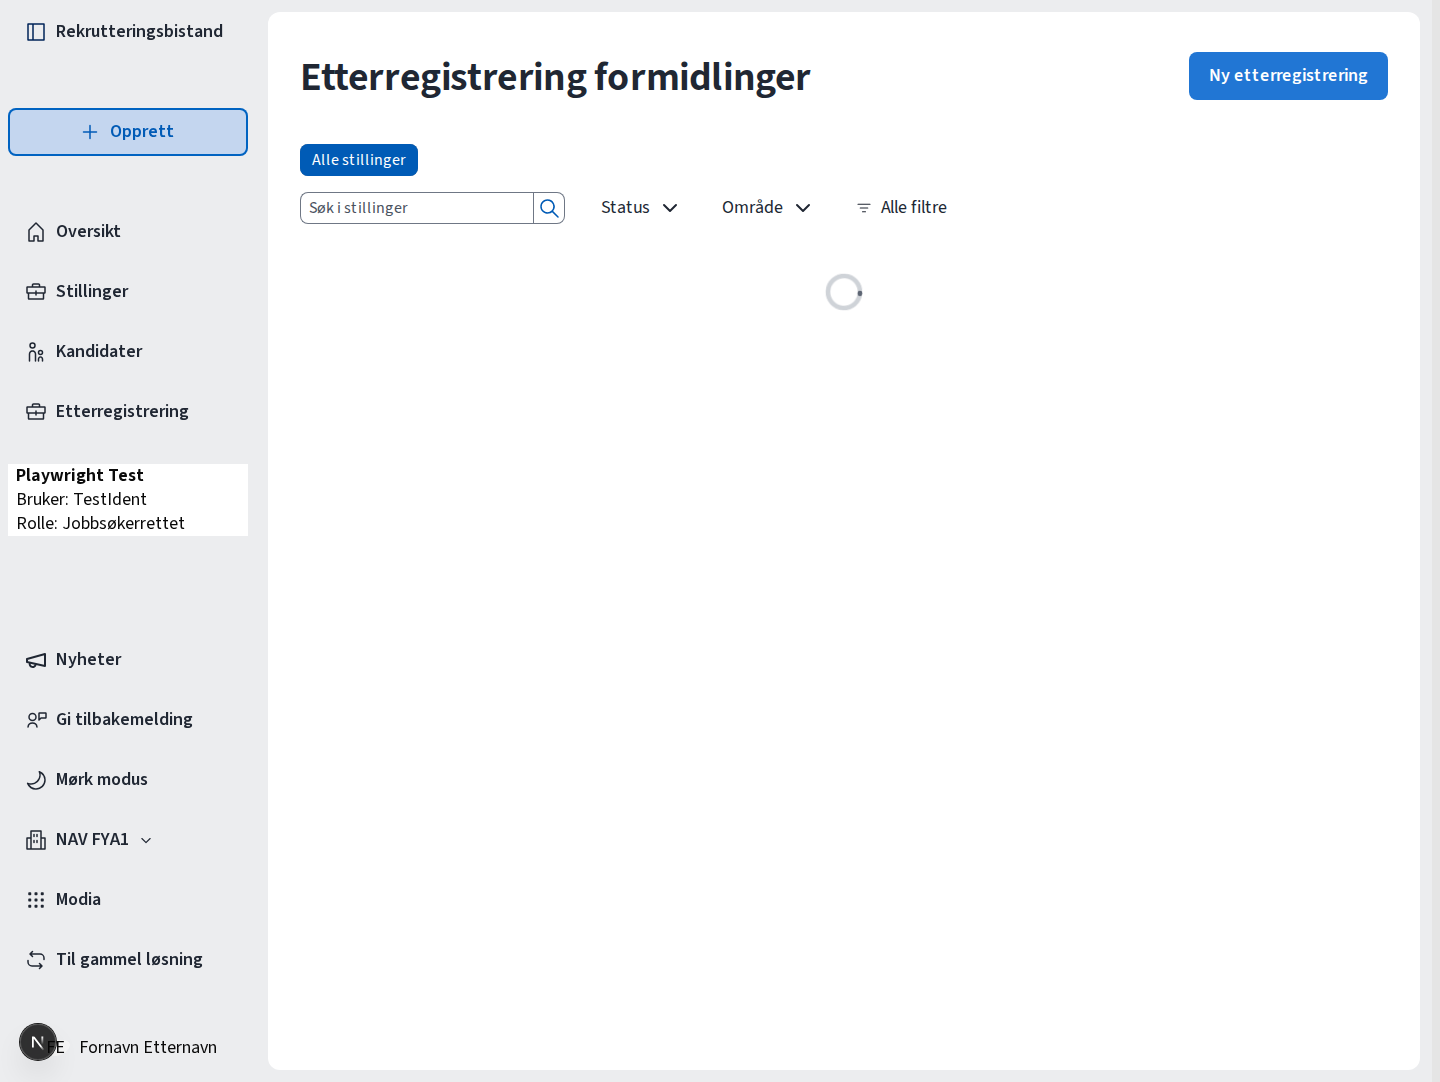 Rekrutteringsbistand
Opprett
Oversikt
Stillinger
Kandidater
Etterregistrering
Playwright Test
Bruker: TestIdent
Rolle: Jobbsøkerrettet
Nyheter
Gi tilbakemelding
Mørk modus
NAV FYA1
Modia
Til gammel løsning
N
FE Fornavn Etternavn
Etterregistrering formidlinger
Ny etterregistrering
Alle stillinger
Søk i stillinger
Status
Område
Alle filtre